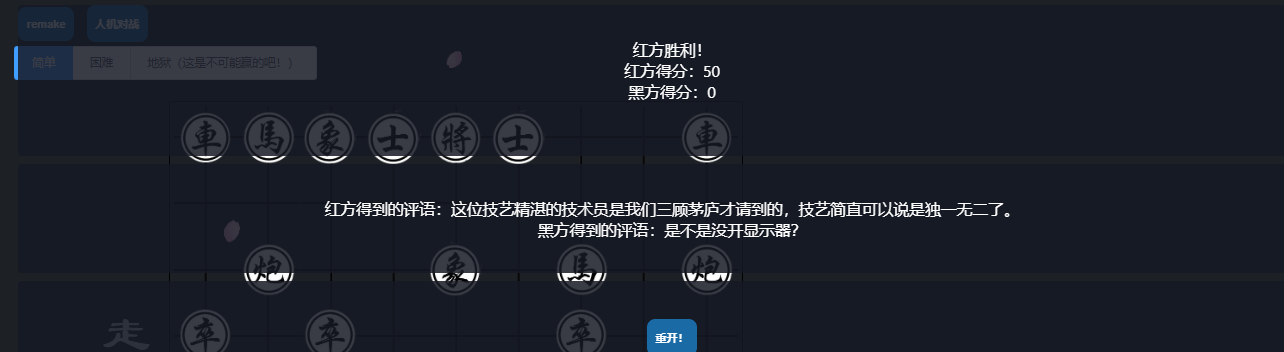 remake 人机对战
简单 困难 地狱（这是不可能赢的吧！）
红方胜利！
红方得分：50
黑方得分：0
車 馬 象 士 將 士 車
红方得到的评语：这位技艺精湛的技术员是我们三顾茅庐才请到的，技艺简直可以说是独一无二了。
黑方得到的评语：是不是没开显示器？
炮 象 馬 炮
走 卒 卒 卒 重开！